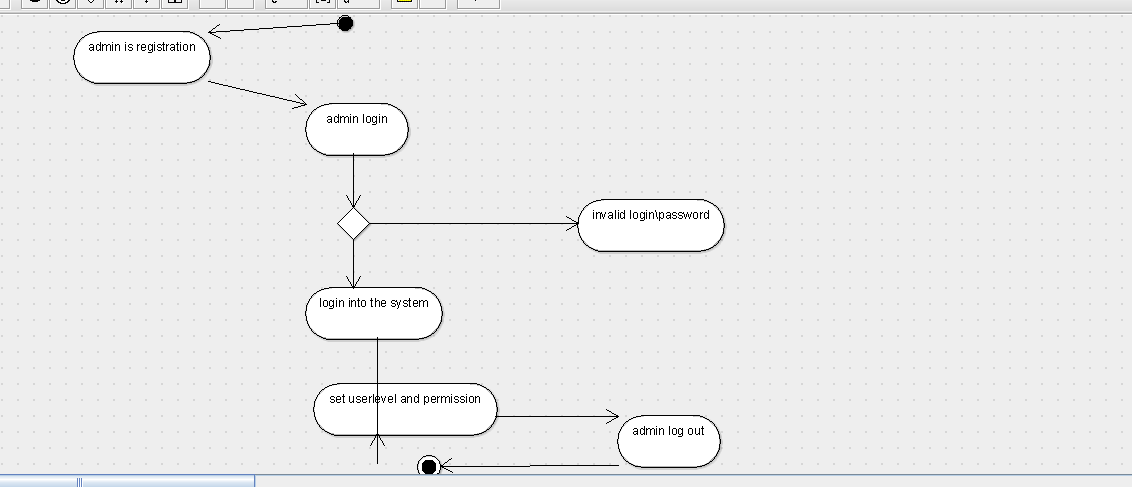 admin is registration
admin login
invalid login\password
login into the system
set userlevel and permission
admin log out